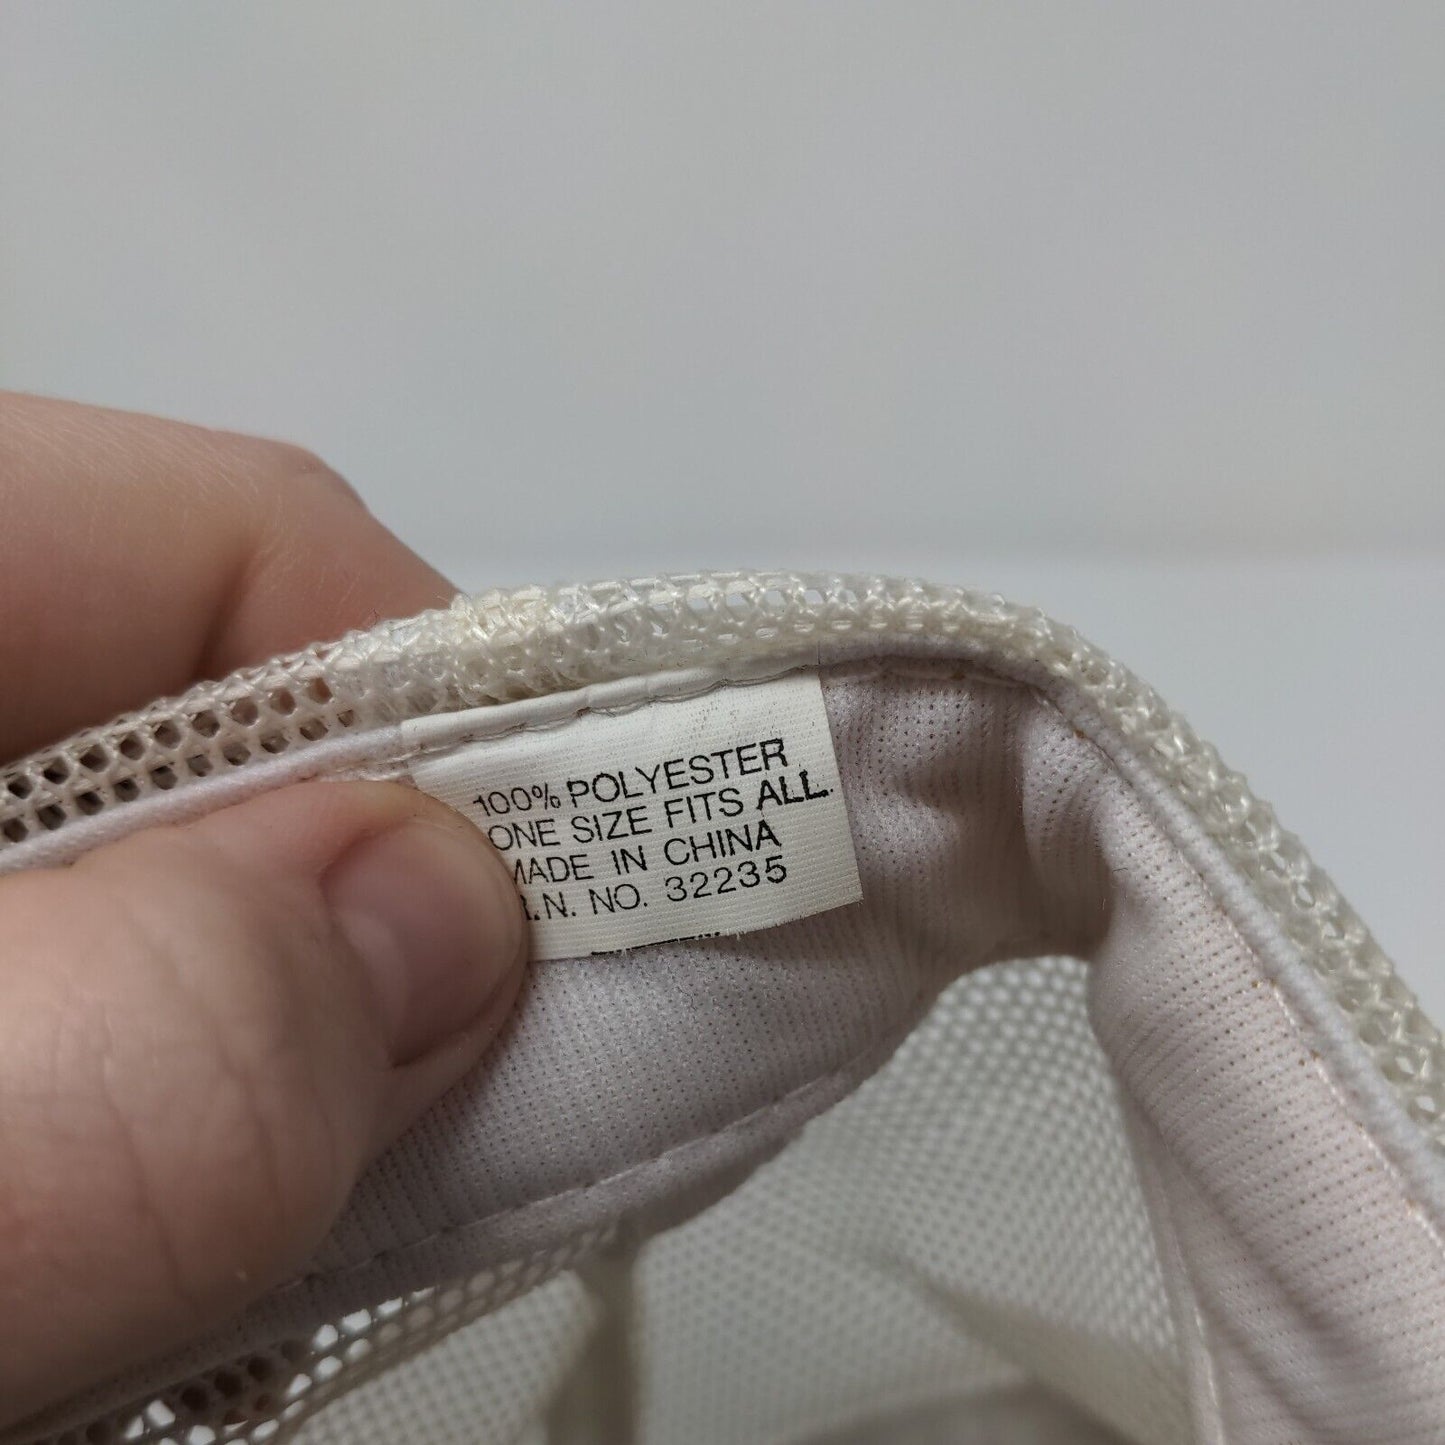 100% POLYESTER
ONE SIZE FITS ALL
MADE IN CHINA
R.N. NO. 32235